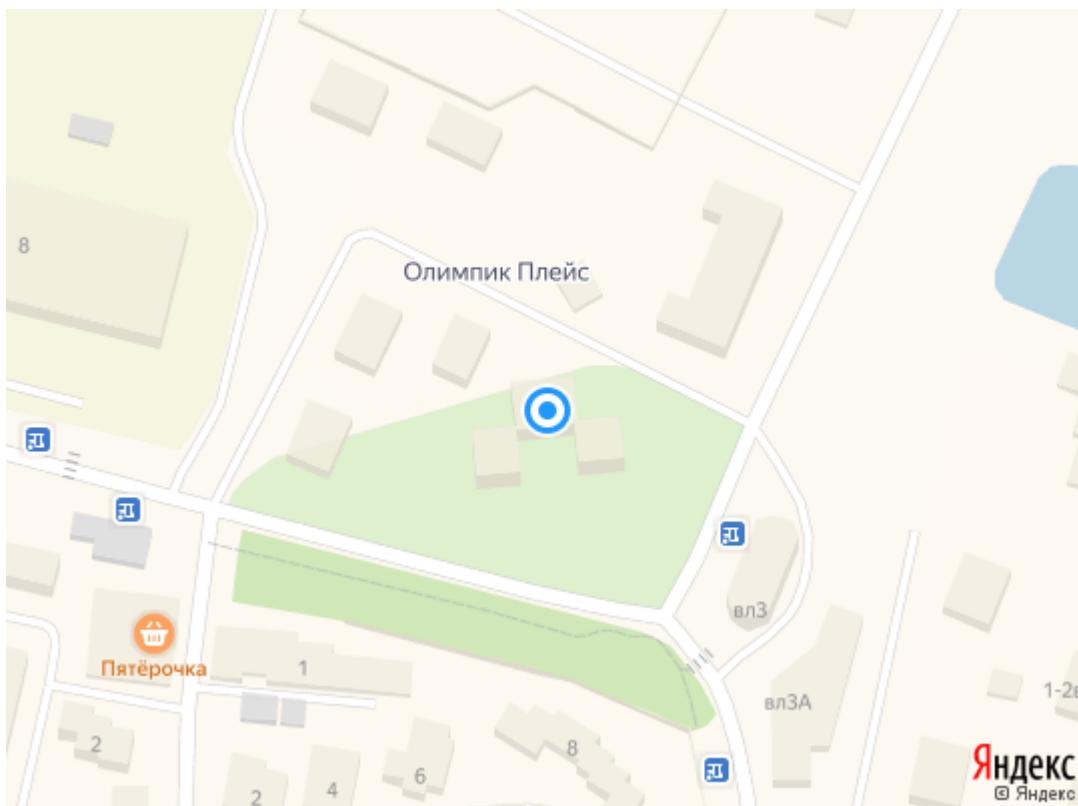 8
Олимпик Плейс
вл3
Пятёрочка
1
1-2в
вл3А
2
8
6
4
2
Яндекс
© Яндекс